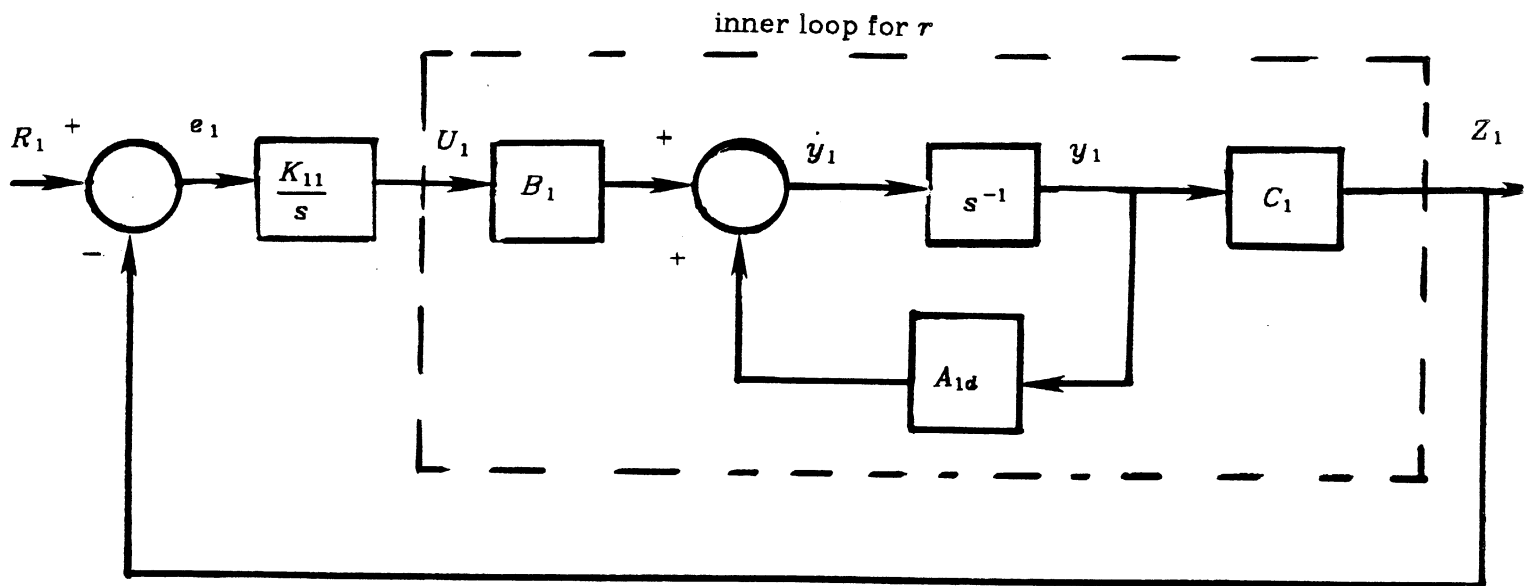 inner loop for τ
R₁
+
−
e₁
K₁₁
s
U₁
B₁
+
+
ẏ₁
s⁻¹
y₁
C₁
Z₁
A₁d